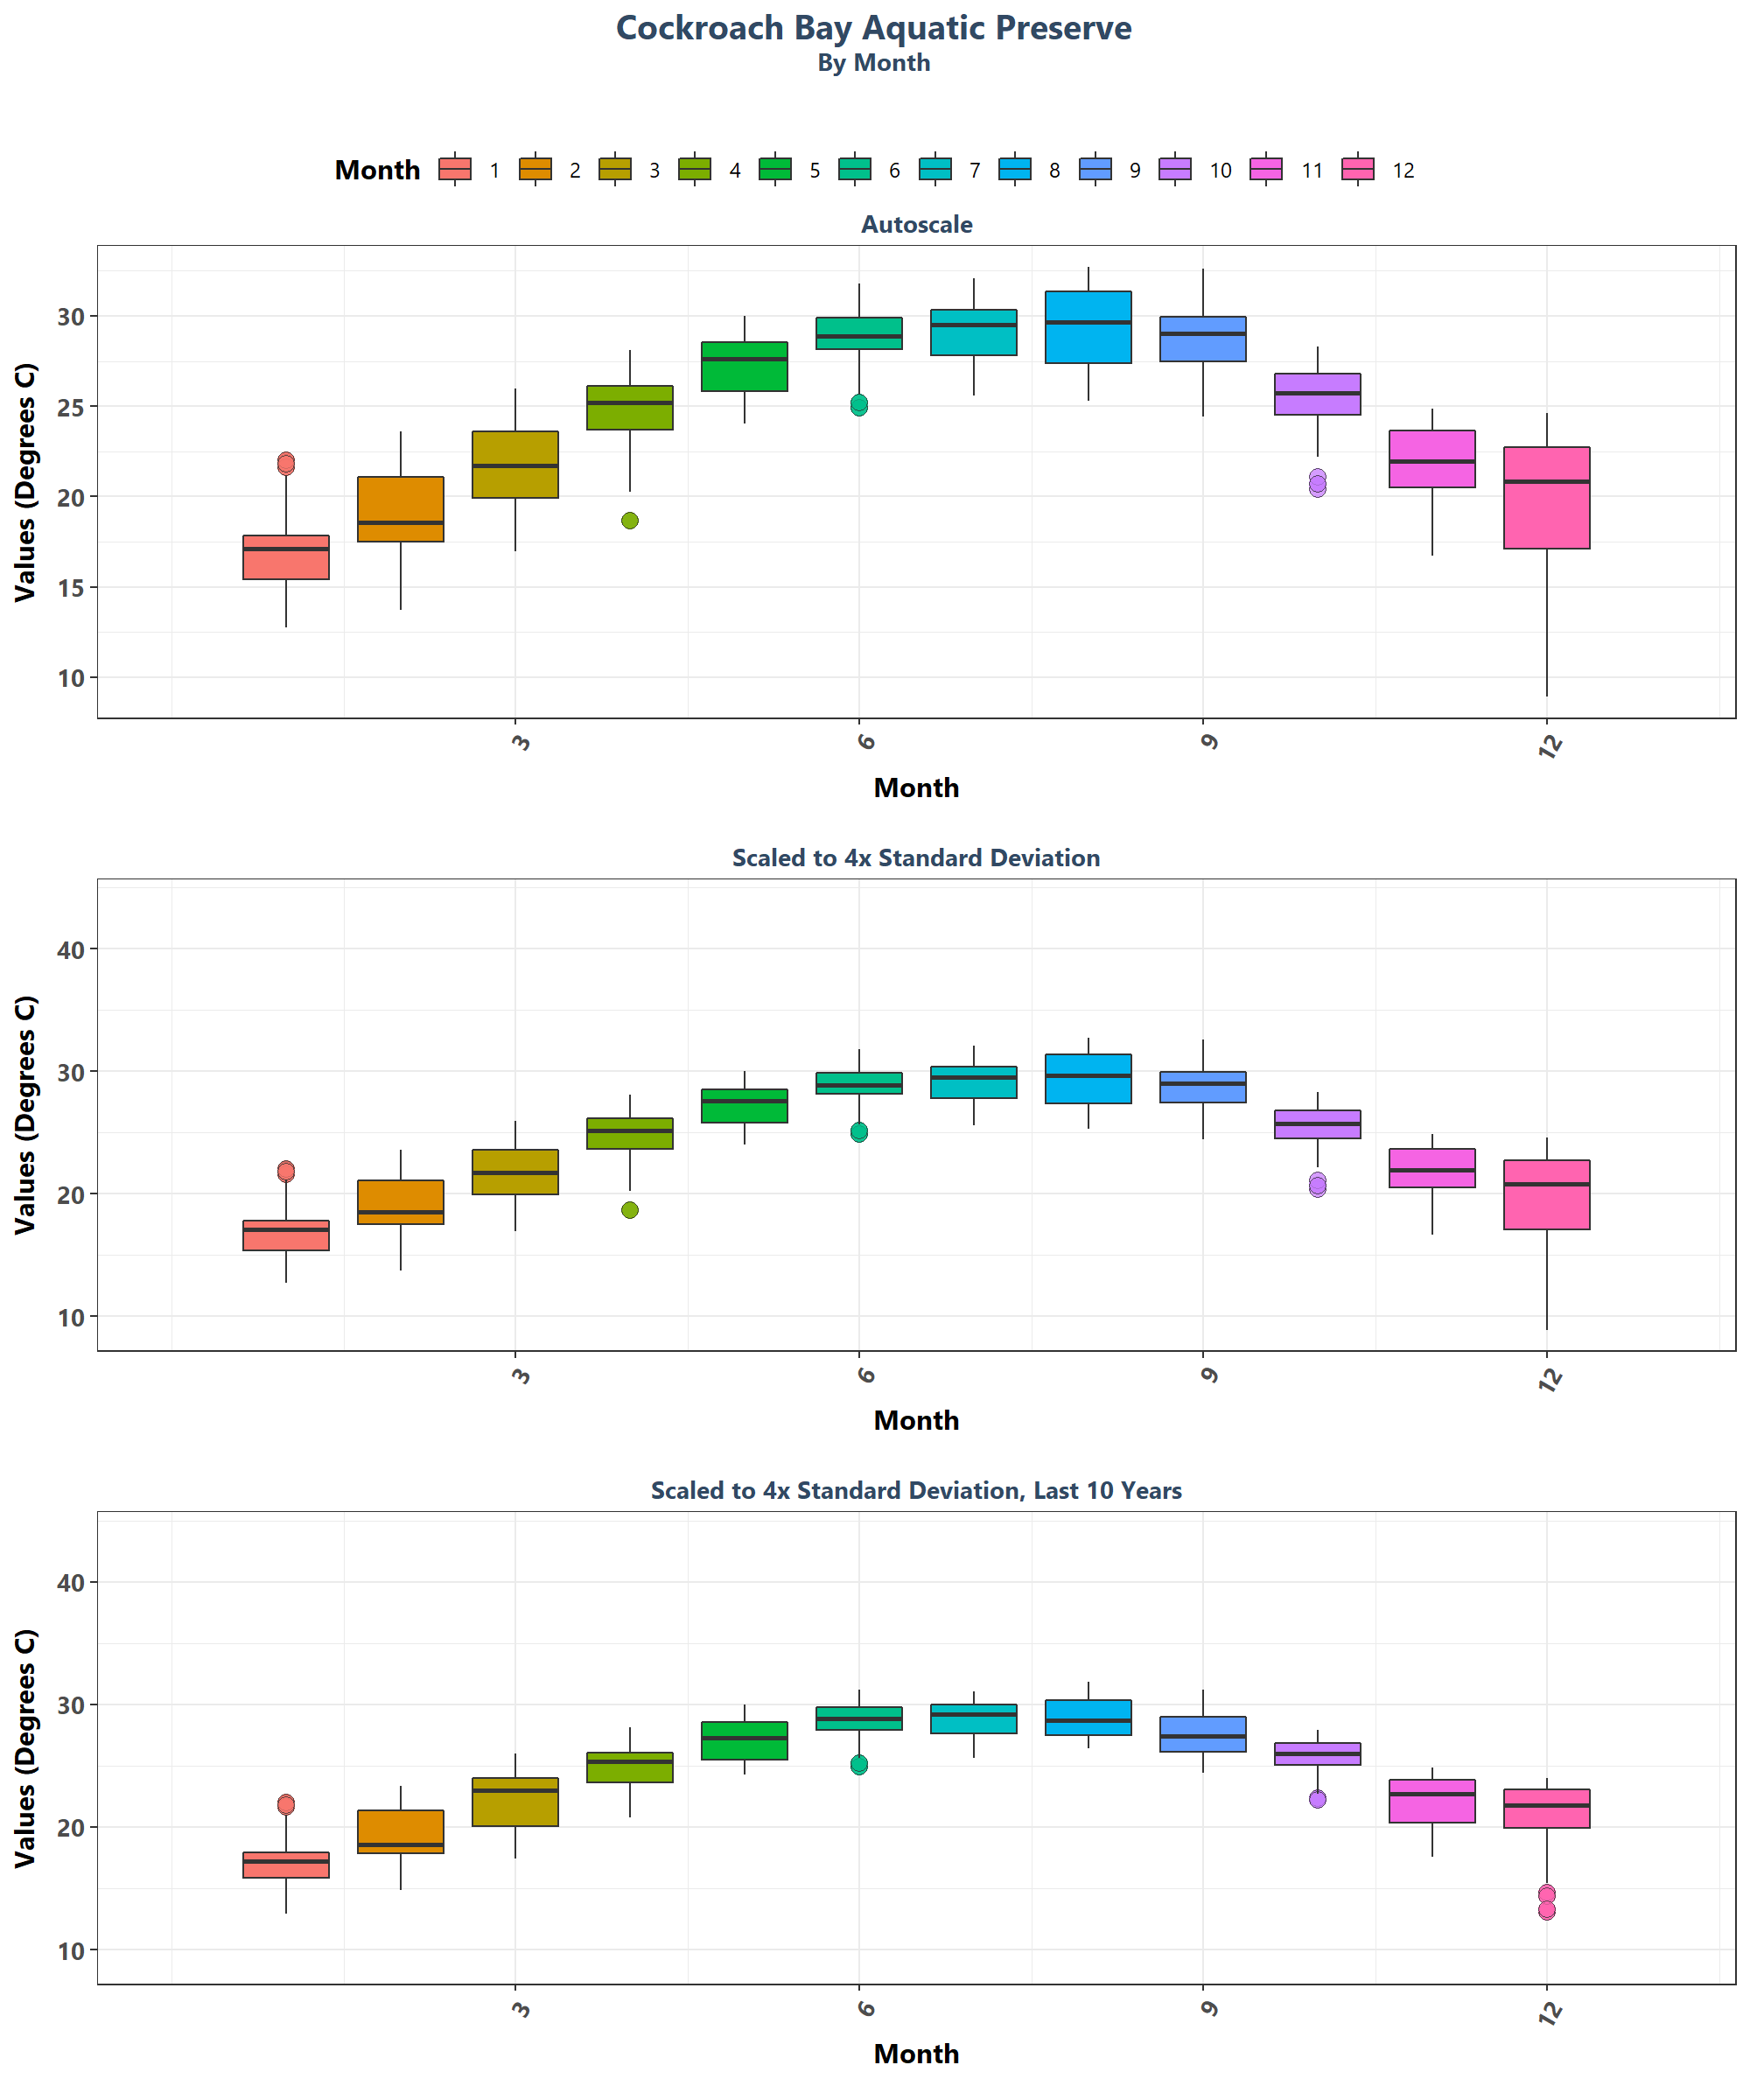 Cockroach Bay Aquatic Preserve
By Month
Month 1 2 3 4 5 6 7 8 9 10 11 12
Autoscale
Values (Degrees C)
30
25
20
15
10
3 6 9 12
Month
Scaled to 4x Standard Deviation
Values (Degrees C)
40
30
20
10
3 6 9 12
Month
Scaled to 4x Standard Deviation, Last 10 Years
Values (Degrees C)
40
30
20
10
3 6 9 12
Month